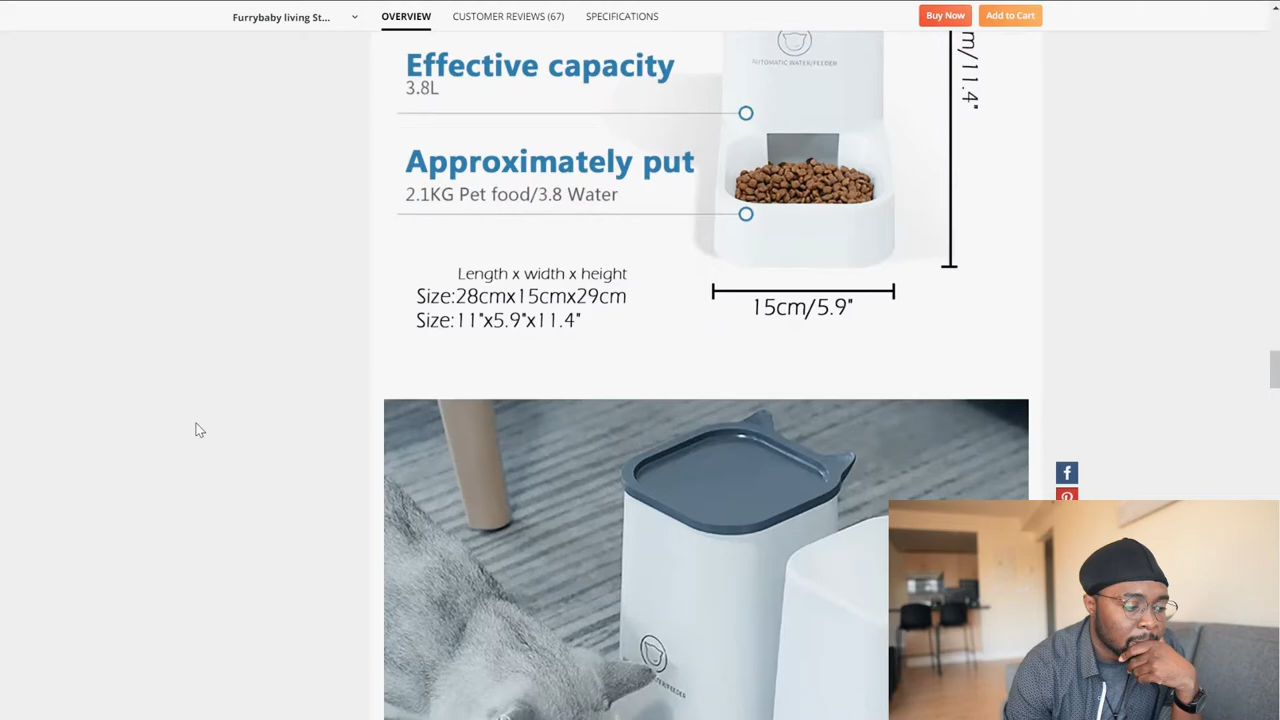 Furrybaby living St...
OVERVIEW
CUSTOMER REVIEWS (67)
SPECIFICATIONS
Buy Now
Add to Cart
Effective capacity
3.8L
Approximately put
2.1KG Pet food/3.8 Water
AUTOMATIC WATER/FEEDER
m/11.4"
15cm/5.9"
Length x width x height
Size:28cmx15cmx29cm
Size:11"x5.9"x11.4"